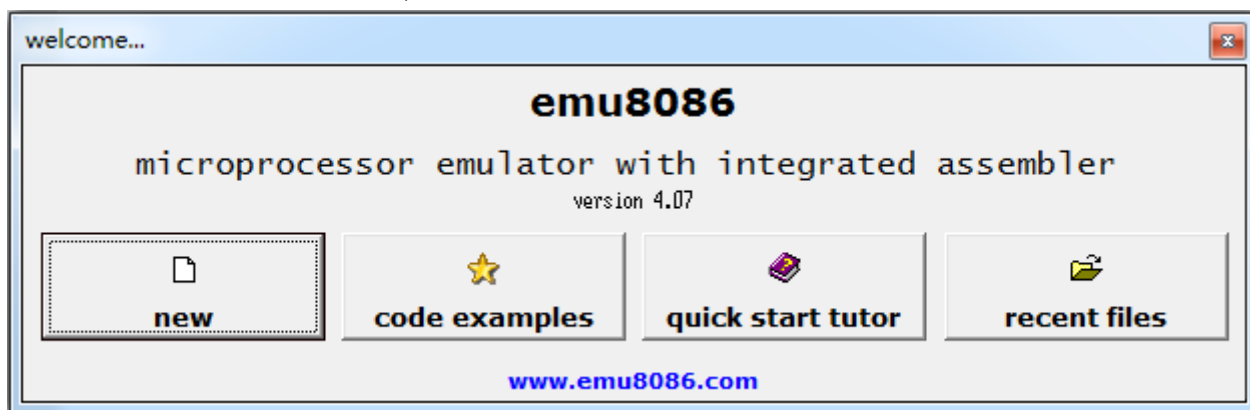 welcome...
emu8086
microprocessor emulator with integrated assembler
version 4.07
new code examples quick start tutor recent files
www.emu8086.com